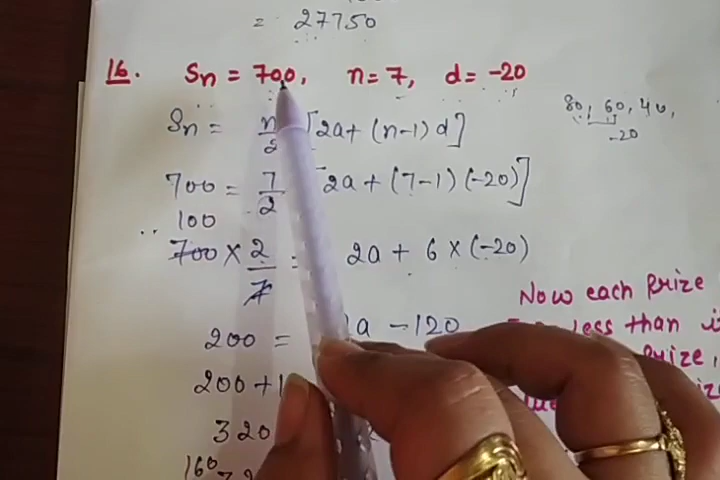 = 27750
16. Sn = 700, n = 7, d = -20
80, 60, 40,
-20
Sn = n/2 [2a + (n-1) d]
700 = 7/2 [2a + (7-1) (-20)]
100
700 × 2/7 = 2a + 6 × (-20)
Now each prize
200 = a - 120
less than
200 +
prize,
320
160